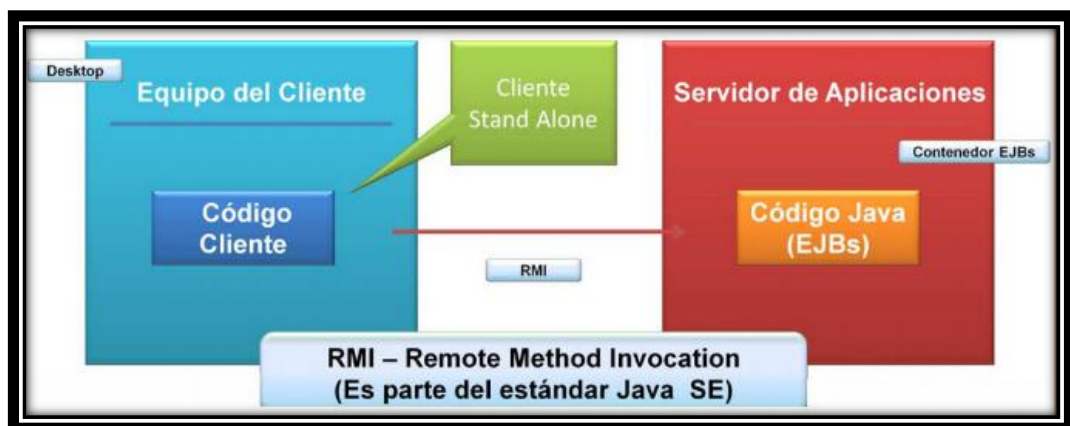 Desktop
Equipo del Cliente
Cliente
Stand Alone
Servidor de Aplicaciones
Contenedor EJBs
Código
Cliente
RMI
Código Java
(EJBs)
RMI – Remote Method Invocation
(Es parte del estándar Java SE)